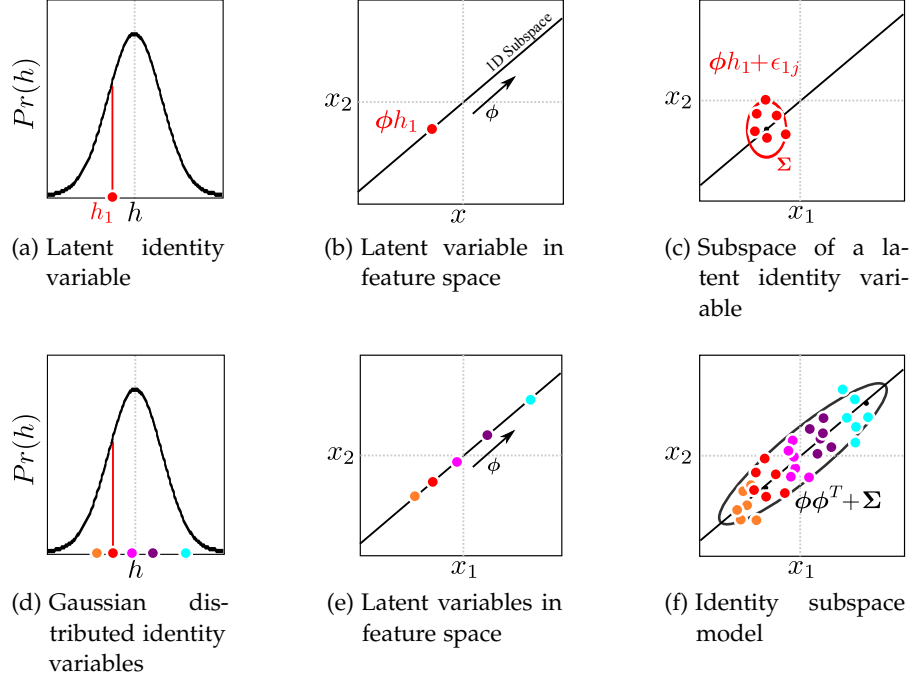 Pr(h)
h₁ h
(a) Latent identity
variable
1D Subspace
x₂
ϕ
ϕh₁
x
(b) Latent variable in
feature space
ϕh₁+ϵ₁ⱼ
x₂
Σ
x₁
(c) Subspace of a la-
tent identity vari-
able
Pr(h)
h
(d) Gaussian dis-
tributed identity
variables
x₂
ϕ
x₁
(e) Latent variables in
feature space
x₂
ϕϕᵀ+Σ
x₁
(f) Identity subspace
model